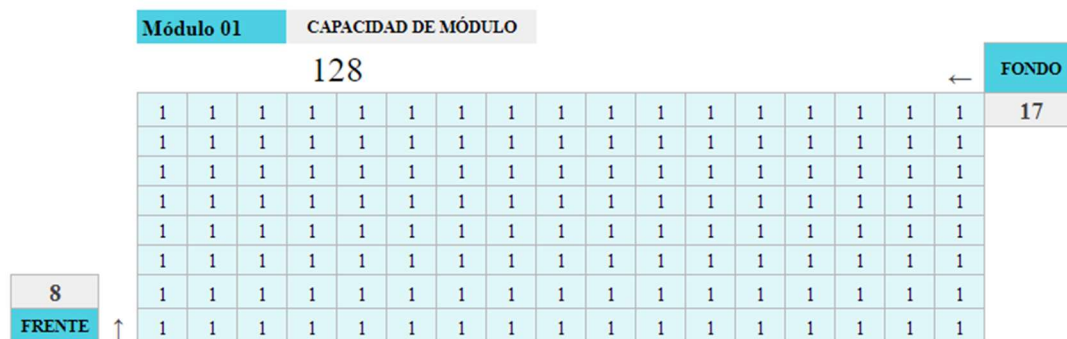 Módulo 01 CAPACIDAD DE MÓDULO
128 ← FONDO
1 1 1 1 1 1 1 1 1 1 1 1 1 1 1 1 1 17
1 1 1 1 1 1 1 1 1 1 1 1 1 1 1 1 1
1 1 1 1 1 1 1 1 1 1 1 1 1 1 1 1 1
1 1 1 1 1 1 1 1 1 1 1 1 1 1 1 1 1
1 1 1 1 1 1 1 1 1 1 1 1 1 1 1 1 1
1 1 1 1 1 1 1 1 1 1 1 1 1 1 1 1 1
8 1 1 1 1 1 1 1 1 1 1 1 1 1 1 1 1 1
FRENTE ↑ 1 1 1 1 1 1 1 1 1 1 1 1 1 1 1 1 1